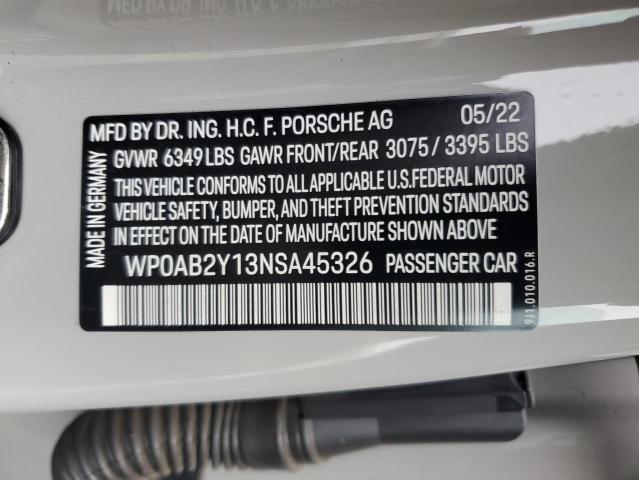 MFD BY DR. ING. H.C. F. PORSCHE AG 05/22
GVWR 6349 LBS GAWR FRONT/REAR 3075 / 3395 LBS
THIS VEHICLE CONFORMS TO ALL APPLICABLE U.S. FEDERAL MOTOR
VEHICLE SAFETY, BUMPER, AND THEFT PREVENTION STANDARDS
IN EFFECT ON THE DATE OF MANUFACTURE SHOWN ABOVE
WP0AB2Y13NSA45326 PASSENGER CAR
MADE IN GERMANY
9J1.010.016.R